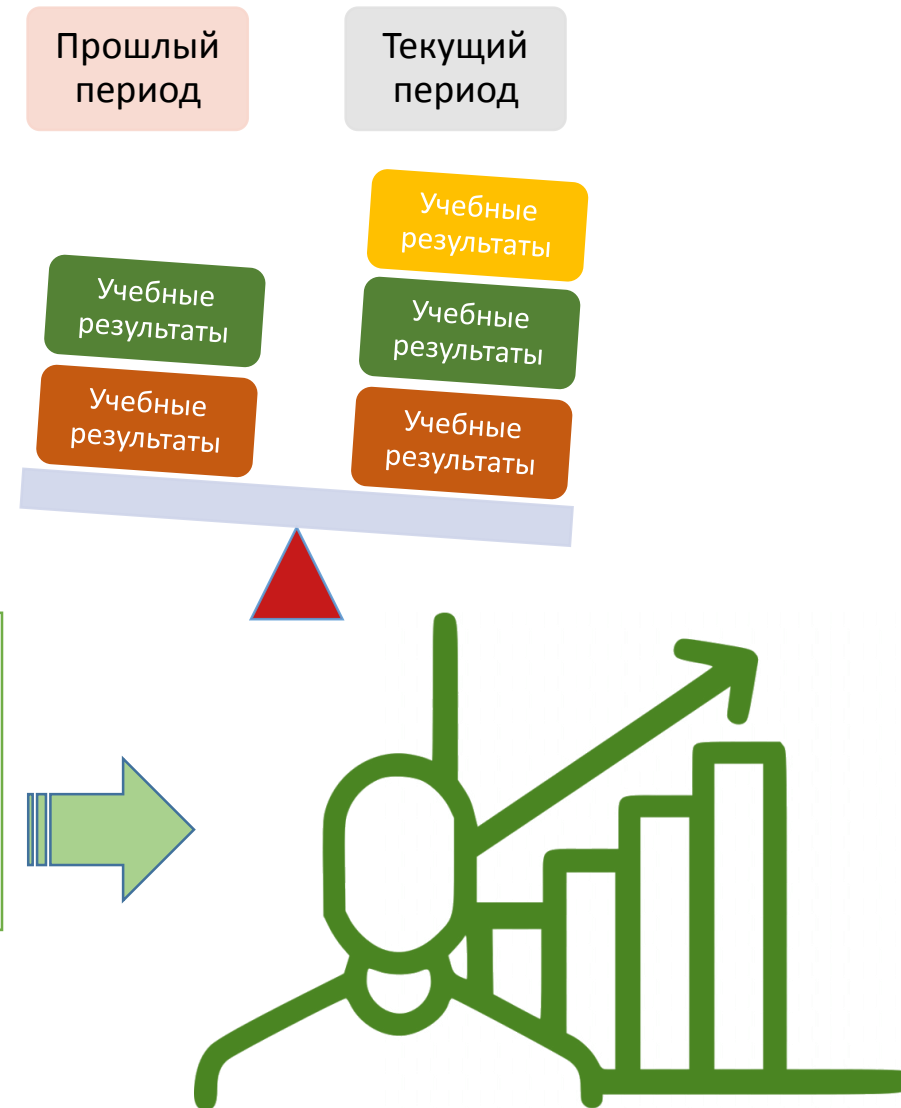 Прошлый
период
Текущий
период
Учебные
результаты
Учебные
результаты
Учебные
результаты
Учебные
результаты
Учебные
результаты